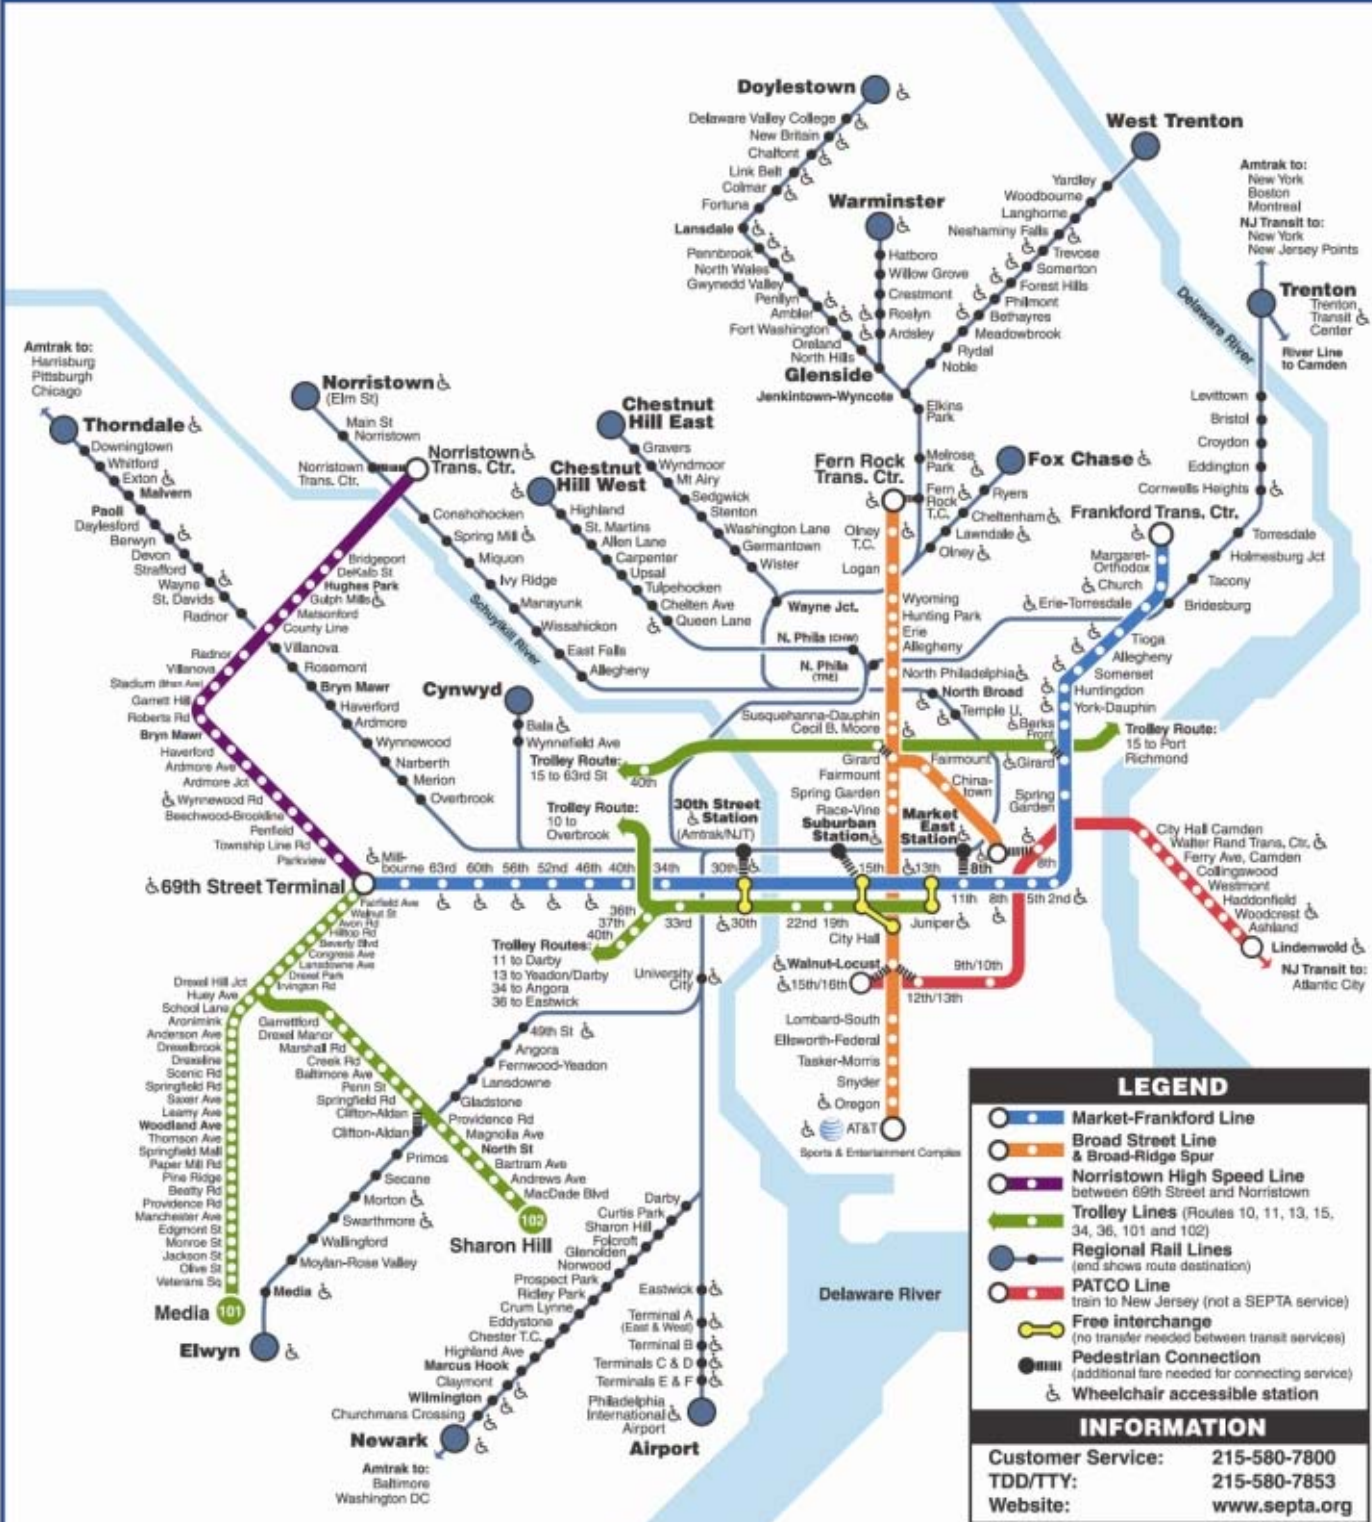 Doylestown
Delaware Valley College
New Britain
Chalfont
Link Belt
Colmar
Fortuna
Lansdale
Pennbrook
North Wales
Gwynedd Valley
Penllyn
Ambler
Fort Washington
Oreland
North Hills
Glenside
Jenkintown-Wyncote
Warminster
Hatboro
Willow Grove
Crestmont
Roslyn
Ardsley
West Trenton
Yardley
Woodbourne
Langhorne
Neshaminy Falls
Trevose
Somerton
Forest Hills
Philmont
Bethayres
Meadowbrook
Rydal
Noble
Elkins
Park
Melrose
Park
Fern
Rock
T.C.
Amtrak to:
New York
Boston
Montreal
NJ Transit to:
New York
New Jersey Points
Trenton
Trenton
Transit
Center
River Line
to Camden
Delaware River
Levittown
Bristol
Croydon
Eddington
Cornwells Heights
Torresdale
Holmesburg Jct
Tacony
Bridesburg
Amtrak to:
Harrisburg
Pittsburgh
Chicago
Thorndale
Downingtown
Whitford
Exton
Malvern
Paoli
Daylesford
Berwyn
Devon
Strafford
Wayne
St. Davids
Radnor
Villanova
Rosemont
Bryn Mawr
Haverford
Ardmore
Wynnewood
Narberth
Merion
Overbrook
Norristown
(Elm St)
Main St
Norristown
Norristown
Trans. Ctr.
Norristown
Trans. Ctr.
Conshohocken
Spring Mill
Miquon
Ivy Ridge
Manayunk
Wissahickon
East Falls
Allegheny
Schuylkill River
Chestnut
Hill East
Gravers
Wyndmoor
Mt Airy
Sedgwick
Stenton
Washington Lane
Germantown
Wister
Wayne Jct.
Chestnut
Hill West
Highland
St. Martins
Allen Lane
Carpenter
Upsal
Tulpehocken
Chelten Ave
Queen Lane
N. Phila (CHW)
N. Phila
(TRE)
Fox Chase
Ryers
Cheltenham
Lawndale
Olney
Fern Rock
Trans. Ctr.
Olney
T.C.
Logan
Wyoming
Hunting Park
Erie
Allegheny
North Philadelphia
North Broad
Temple U.
Susquehanna-Dauphin
Cecil B. Moore
Girard
Fairmount
Spring Garden
Race-Vine
Fairmount
China-
town
Frankford Trans. Ctr.
Margaret-
Orthodox
Church
Erie-Torresdale
Tioga
Allegheny
Somerset
Huntingdon
York-Dauphin
Berks
Front
Girard
Spring
Garden
Trolley Route:
15 to Port
Richmond
Bridgeport
DeKalb St
Hughes Park
Gulph Mills
Matsonford
County Line
Radnor
Villanova
Stadium (Ithan Ave)
Garrett Hill
Roberts Rd
Bryn Mawr
Haverford
Ardmore Ave
Ardmore Jct
Wynnewood Rd
Beechwood-Brookline
Penfield
Township Line Rd
Parkview
69th Street Terminal
Cynwyd
Bala
Wynnefield Ave
Trolley Route:
15 to 63rd St
40th
Trolley Route:
10 to
Overbrook
30th Street
Station
(Amtrak/NJT)
Suburban
Station
Market
East
Station
Mill-
bourne
63rd
60th
56th
52nd
46th
40th
34th
30th
15th
13th
8th
8th
11th
8th
5th
2nd
36th
37th
40th
33rd
30th
22nd
19th
City Hall
Juniper
Trolley Routes:
11 to Darby
13 to Yeadon/Darby
34 to Angora
36 to Eastwick
Walnut-Locust
15th/16th
12th/13th
9th/10th
Lombard-South
Ellsworth-Federal
Tasker-Morris
Snyder
Oregon
AT&T
Sports & Entertainment Complex
City Hall Camden
Walter Rand Trans. Ctr.
Ferry Ave, Camden
Collingswood
Westmont
Haddonfield
Woodcrest
Ashland
Lindenwold
NJ Transit to:
Atlantic City
Fairfield Ave
Walnut St
Avon Rd
Hilltop Rd
Beverly Blvd
Congress Ave
Lansdowne Ave
Drexel Park
Irvington Rd
Drexel Hill Jct
Huey Ave
School Lane
Aronimink
Anderson Ave
Drexelbrook
Drexeline
Scenic Rd
Springfield Rd
Saxer Ave
Leamy Ave
Woodland Ave
Thomson Ave
Springfield Mall
Paper Mill Rd
Pine Ridge
Beatty Rd
Providence Rd
Manchester Ave
Edgmont St
Monroe St
Jackson St
Olive St
Veterans Sq
Media
101
Garrettford
Drexel Manor
Marshall Rd
Creek Rd
Baltimore Ave
Penn St
Springfield Rd
Clifton-Aldan
Clifton-Aldan
Providence Rd
Magnolia Ave
North St
Bartram Ave
Andrews Ave
MacDade Blvd
102
Sharon Hill
University
City
49th St
Angora
Fernwood-Yeadon
Lansdowne
Gladstone
Primos
Secane
Morton
Swarthmore
Wallingford
Moylan-Rose Valley
Media
Elwyn
Darby
Curtis Park
Sharon Hill
Folcroft
Glenolden
Norwood
Prospect Park
Ridley Park
Crum Lynne
Eddystone
Chester T.C.
Highland Ave
Marcus Hook
Claymont
Wilmington
Churchmans Crossing
Newark
Amtrak to:
Baltimore
Washington DC
Eastwick
Terminal A
(East & West)
Terminal B
Terminals C & D
Terminals E & F
Philadelphia
International
Airport
Airport
Delaware River
LEGEND
Market-Frankford Line
Broad Street Line
& Broad-Ridge Spur
Norristown High Speed Line
between 69th Street and Norristown
Trolley Lines (Routes 10, 11, 13, 15,
34, 36, 101 and 102)
Regional Rail Lines
(end shows route destination)
PATCO Line
train to New Jersey (not a SEPTA service)
Free interchange
(no transfer needed between transit services)
Pedestrian Connection
(additional fare needed for connecting service)
Wheelchair accessible station
INFORMATION
Customer Service: 215-580-7800
TDD/TTY: 215-580-7853
Website: www.septa.org